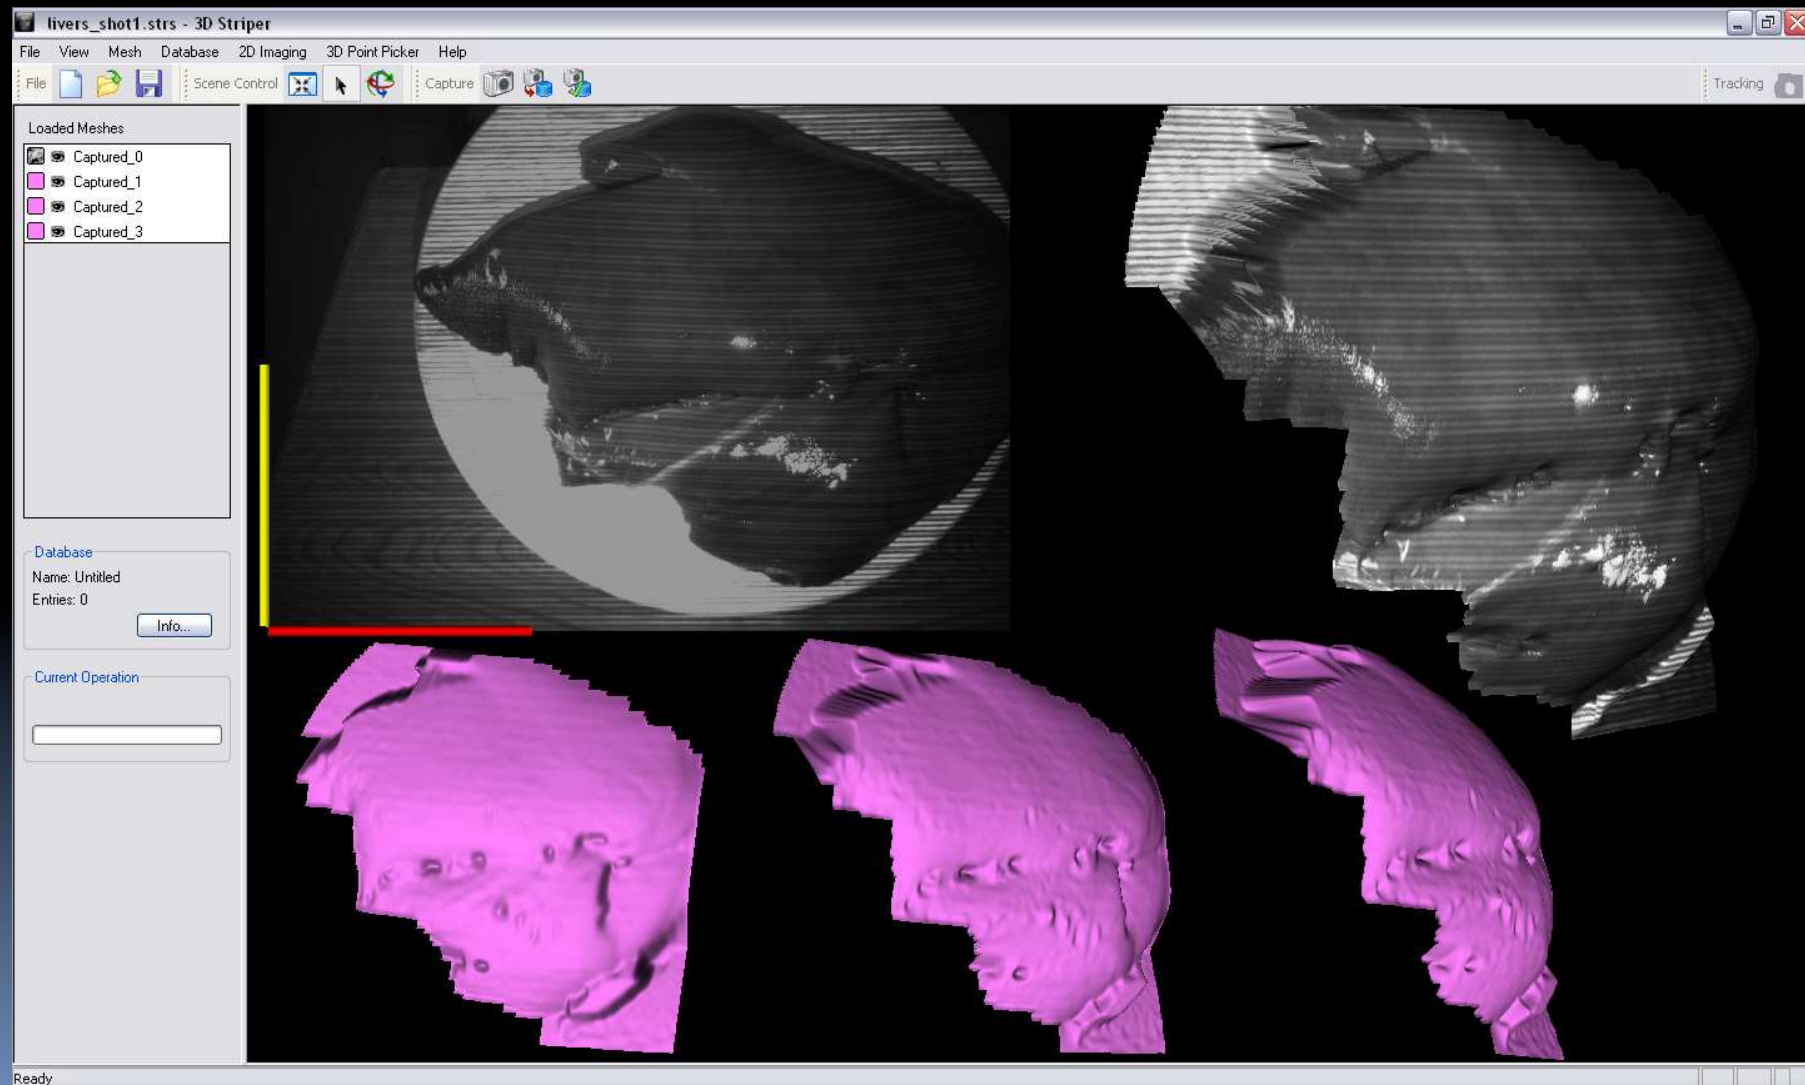 livers_shot1.strs - 3D Striper
File View Mesh Database 2D Imaging 3D Point Picker Help
File Scene Control Capture Tracking
Loaded Meshes
Captured_0
Captured_1
Captured_2
Captured_3
Database
Name: Untitled
Entries: 0
Info...
Current Operation
Ready